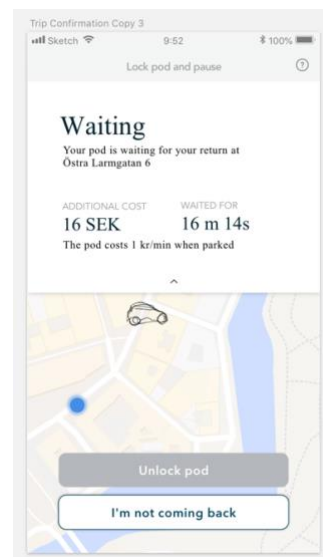 Trip Confirmation Copy 3
Sketch 9:52 100%
Lock pod and pause ?
Waiting
Your pod is waiting for your return at
Östra Larmgatan 6
ADDITIONAL COST WAITED FOR
16 SEK 16 m 14s
The pod costs 1 kr/min when parked
Unlock pod
I'm not coming back